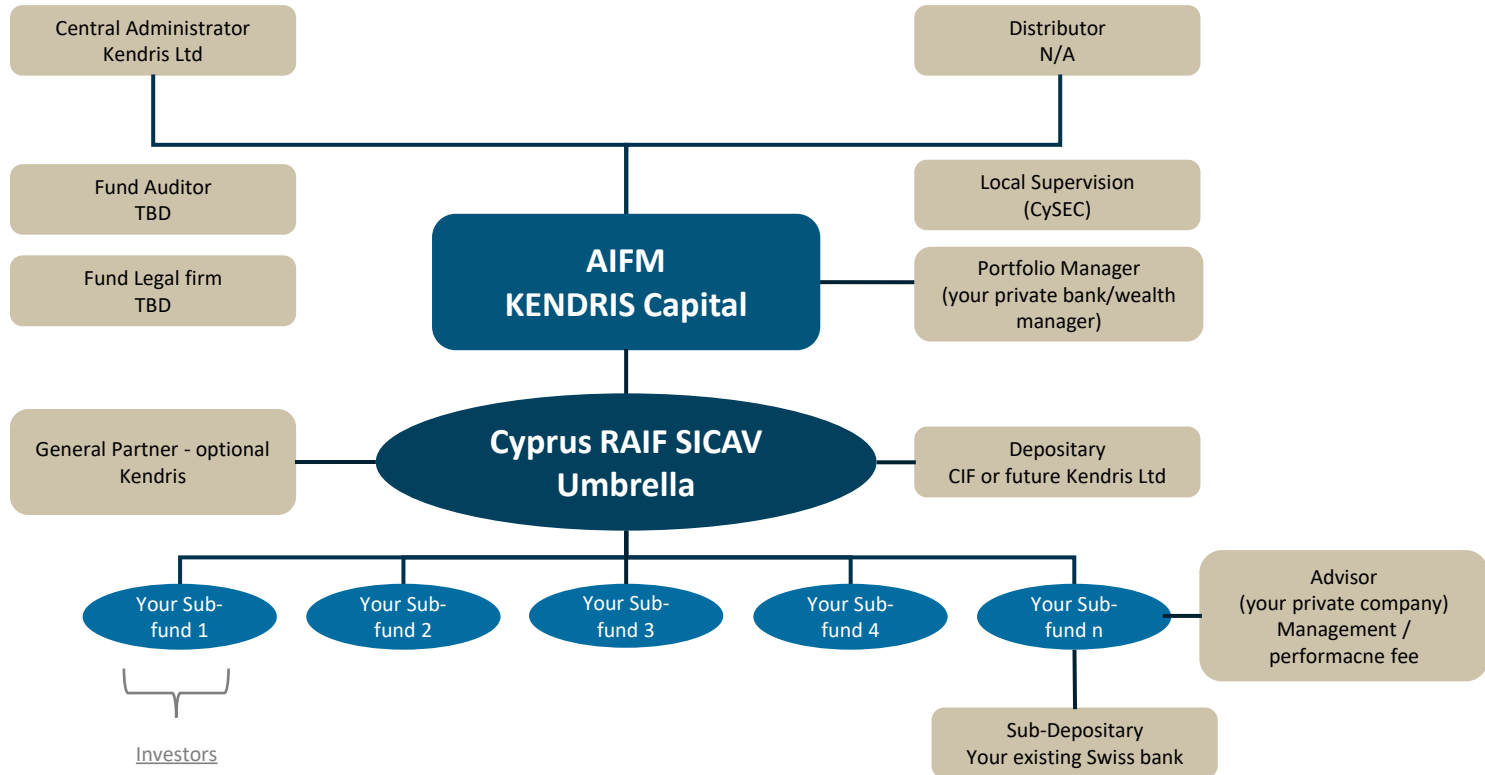 Central Administrator
Kendris Ltd
Distributor
N/A
Fund Auditor
TBD
Local Supervision
(CySEC)
AIFM
KENDRIS Capital
Fund Legal firm
TBD
Portfolio Manager
(your private bank/wealth
manager)
General Partner - optional
Kendris
Cyprus RAIF SICAV
Umbrella
Depositary
CIF or future Kendris Ltd
Your Sub-
fund 1
Your Sub-
fund 2
Your Sub-
fund 3
Your Sub-
fund 4
Your Sub-
fund n
Advisor
(your private company)
Management /
performacne fee
Investors
Sub-Depositary
Your existing Swiss bank